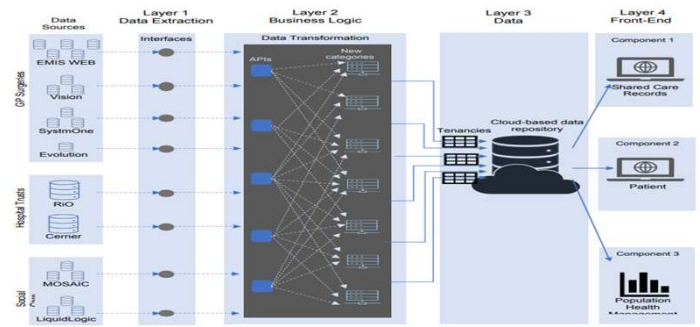 Data
Sources
Layer 1
Data Extraction
Layer 2
Business Logic
Layer 3
Data
Layer 4
Front-End
Interfaces
Data Transformation
APIs
New
categories
GP Surgeries
EMIS WEB
Vision
SystmOne
Evolution
Hospital Trusts
RiO
Cerner
Social
MOSAIC
LiquidLogic
Tenancies
Cloud-based data
repository
Component 1
Shared Care
Records
Component 2
Patient
Component 3
Population
Health